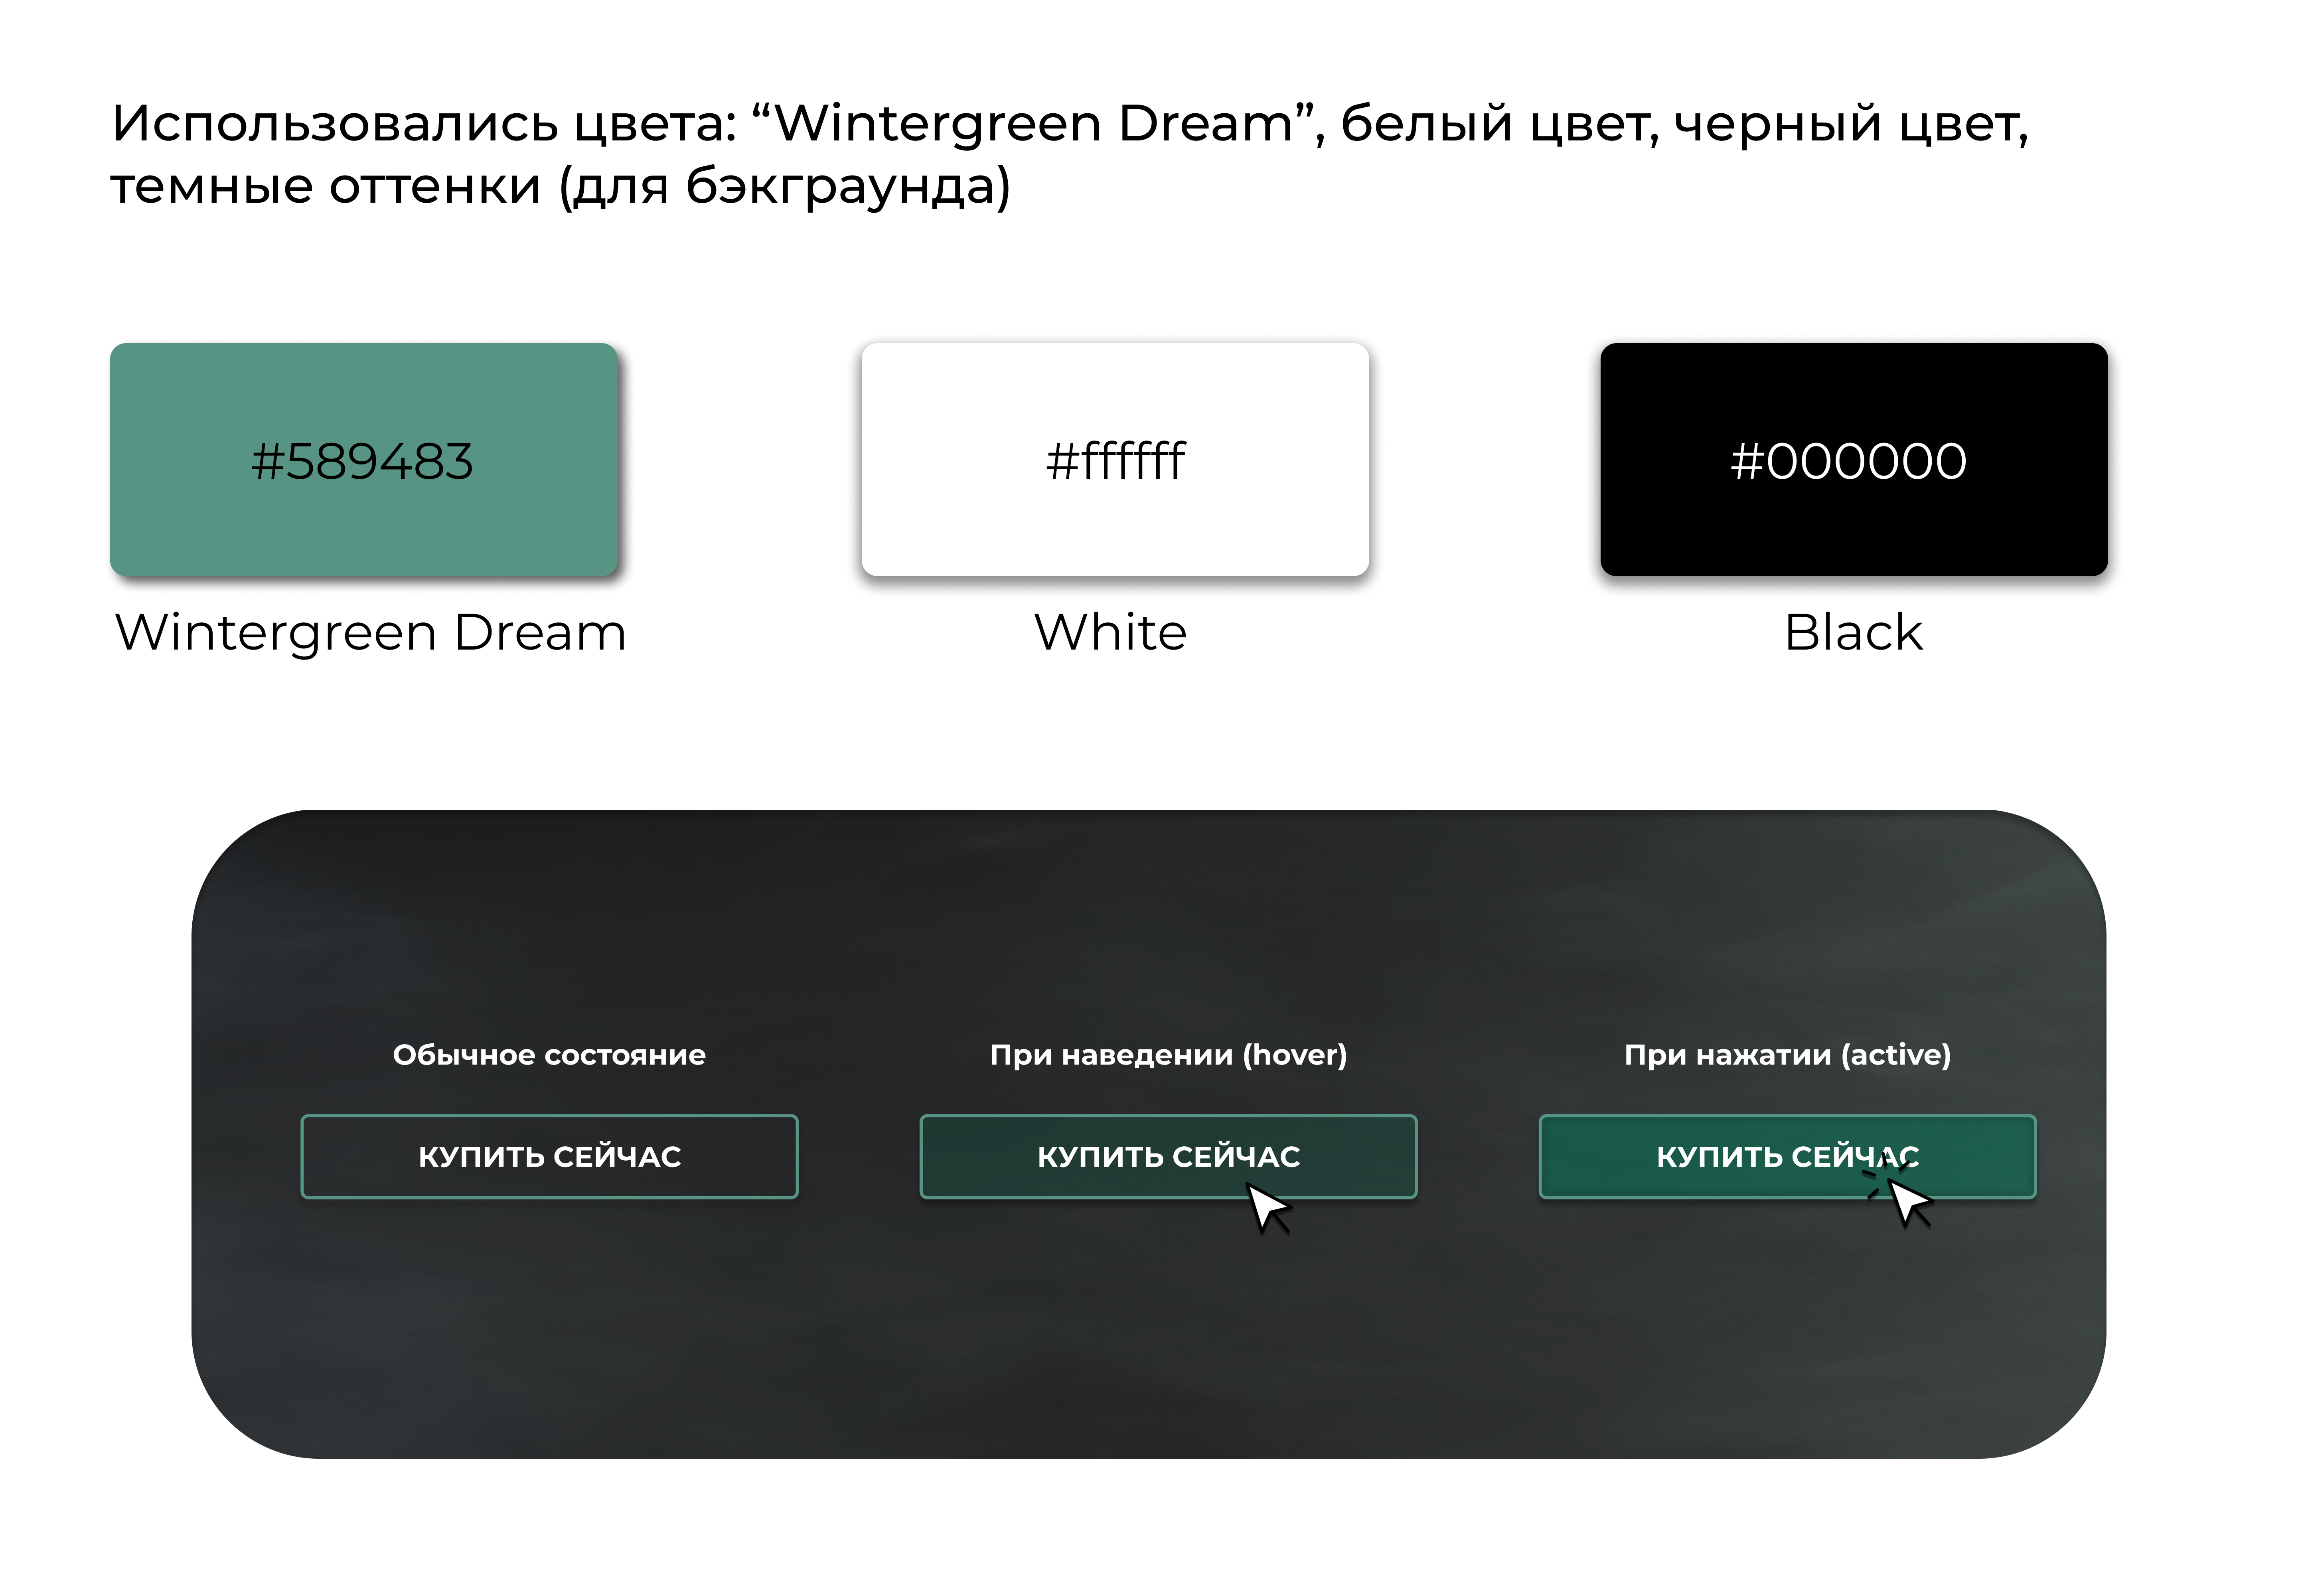 Использовались цвета: “Wintergreen Dream”, белый цвет, черный цвет,
темные оттенки (для бэкграунда)
#589483
#ffffff
#000000
Wintergreen Dream
White
Black
Обычное состояние
При наведении (hover)
При нажатии (active)
КУПИТЬ СЕЙЧАС
КУПИТЬ СЕЙЧАС
КУПИТЬ СЕЙЧАС